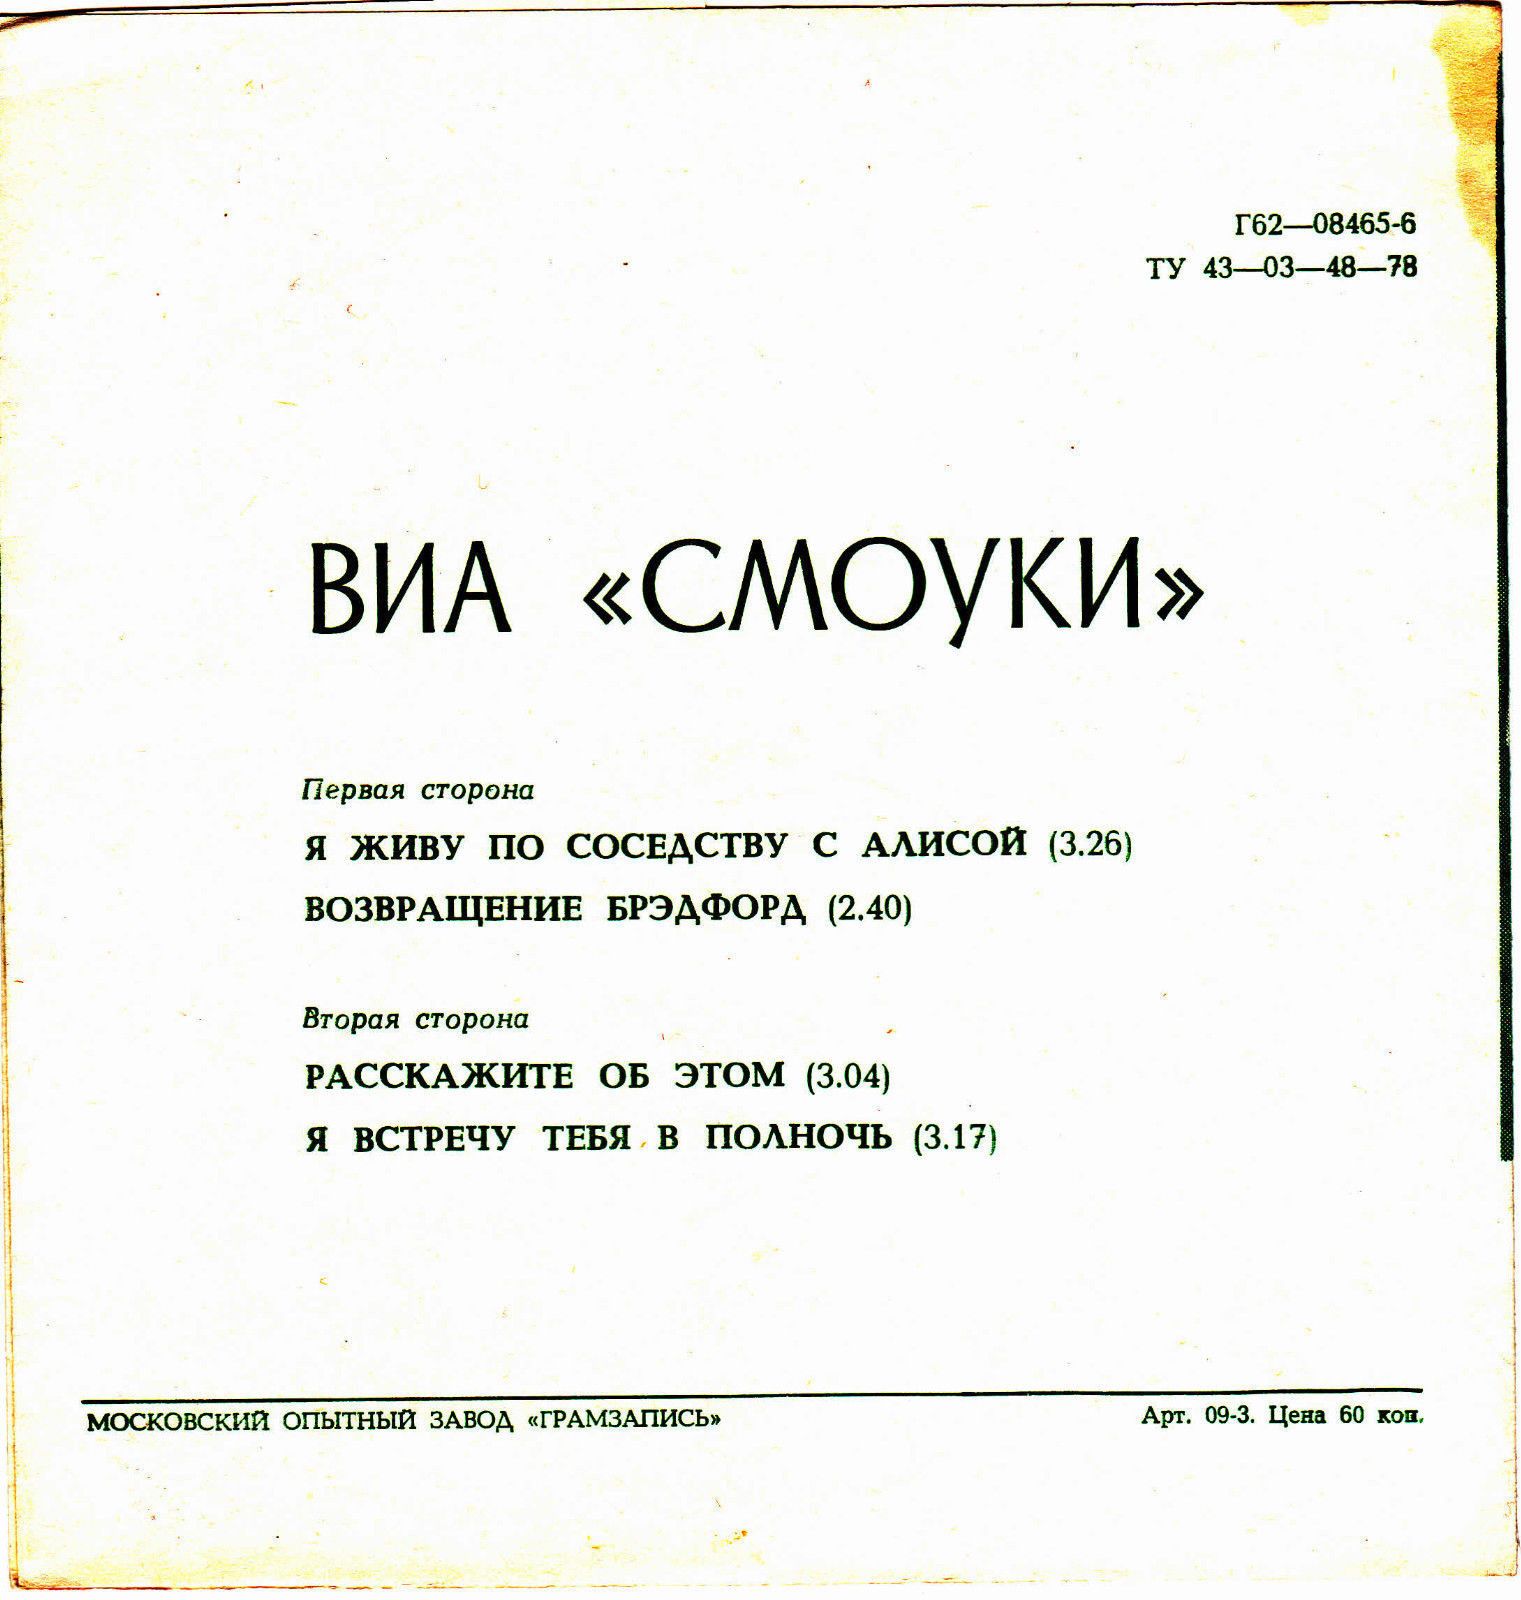 Г62—08465-6
ТУ 43—03—48—78
ВИА «СМОУКИ»
Первая сторона
Я ЖИВУ ПО СОСЕДСТВУ С АЛИСОЙ (3.26)
ВОЗВРАЩЕНИЕ БРЭДФОРД (2.40)
Вторая сторона
РАССКАЖИТЕ ОБ ЭТОМ (3.04)
Я ВСТРЕЧУ ТЕБЯ В ПОЛНОЧЬ (3.17)
МОСКОВСКИЙ ОПЫТНЫЙ ЗАВОД «ГРАМЗАПИСЬ» Арт. 09-3. Цена 60 коп.